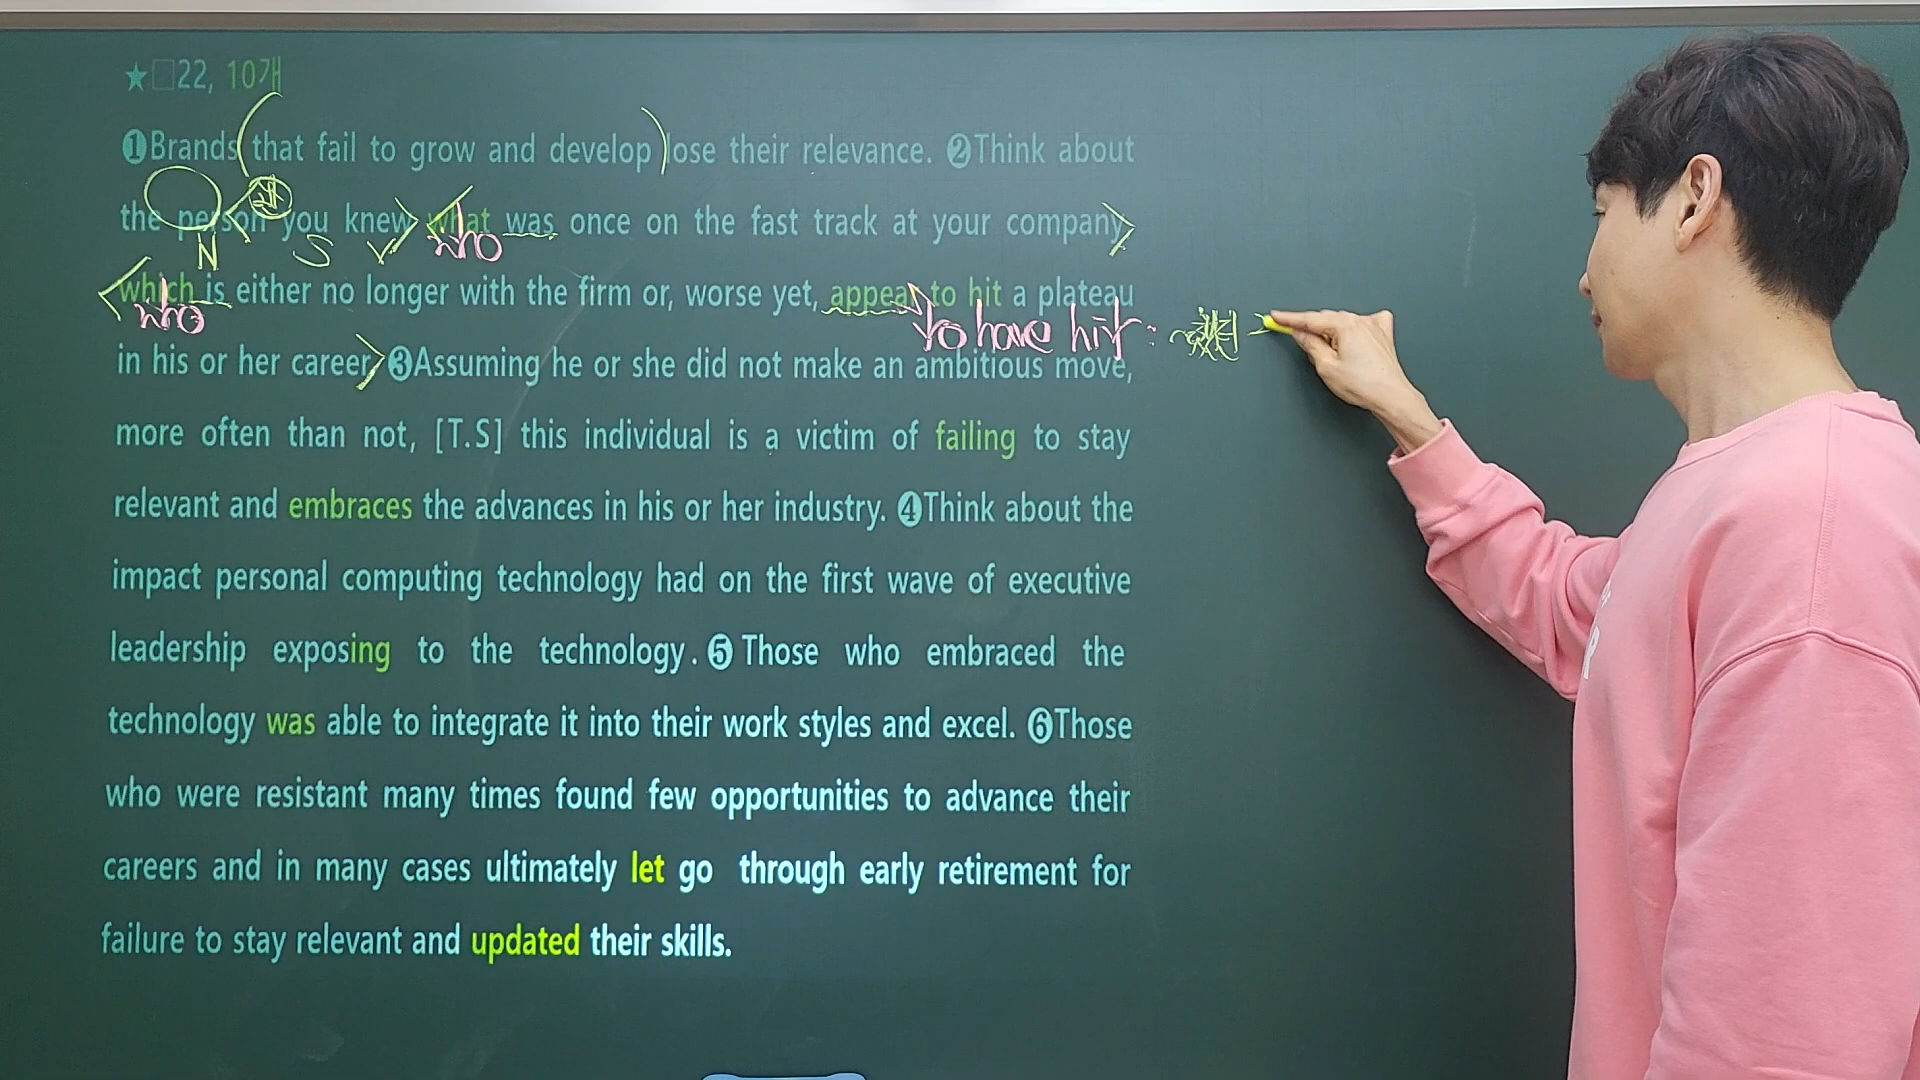 ★□22, 10개
❶Brands that fail to grow and develop lose their relevance. ❷Think about
the person you knew what was once on the fast track at your company
N S V who
which is either no longer with the firm or, worse yet, appear to hit a plateau
who to have hit:
in his or her career ❸Assuming he or she did not make an ambitious move,
more often than not, [T.S] this individual is a victim of failing to stay
relevant and embraces the advances in his or her industry. ❹Think about the
impact personal computing technology had on the first wave of executive
leadership exposing to the technology. ❺Those who embraced the
technology was able to integrate it into their work styles and excel. ❻Those
who were resistant many times found few opportunities to advance their
careers and in many cases ultimately let go through early retirement for
failure to stay relevant and updated their skills.